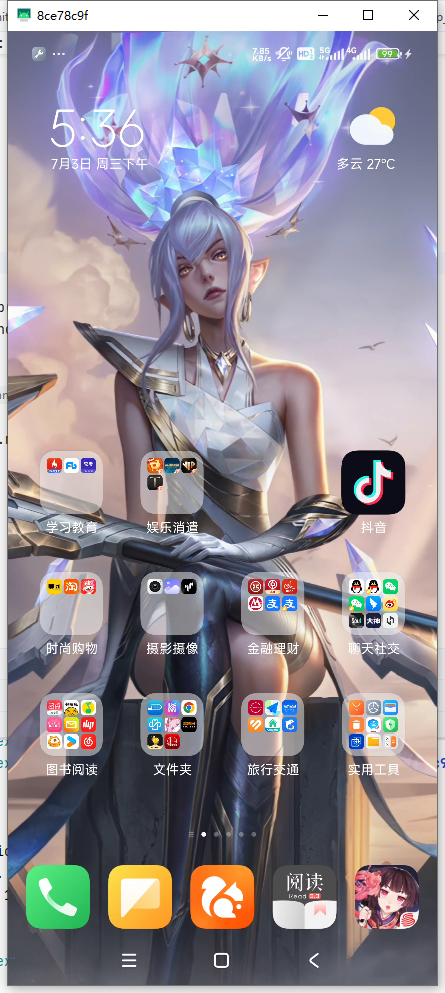 8ce78c9f
7.85
KB/s
HD
5G
4G
99
5:36
7月3日 周三下午
多云 27°C
学习教育
娱乐消遣
抖音
时尚购物
摄影摄像
金融理财
聊天社交
图书阅读
文件夹
旅行交通
实用工具
阅读
Read